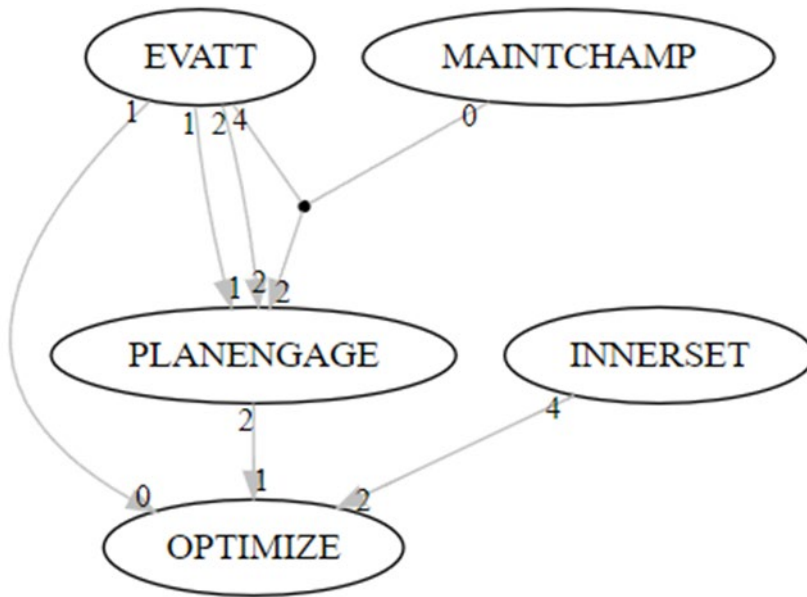 EVATT MAINTCHAMP
1 1 2 4 0
1 2 2
PLANENGAGE INNERSET
2 4
0 1 2
OPTIMIZE